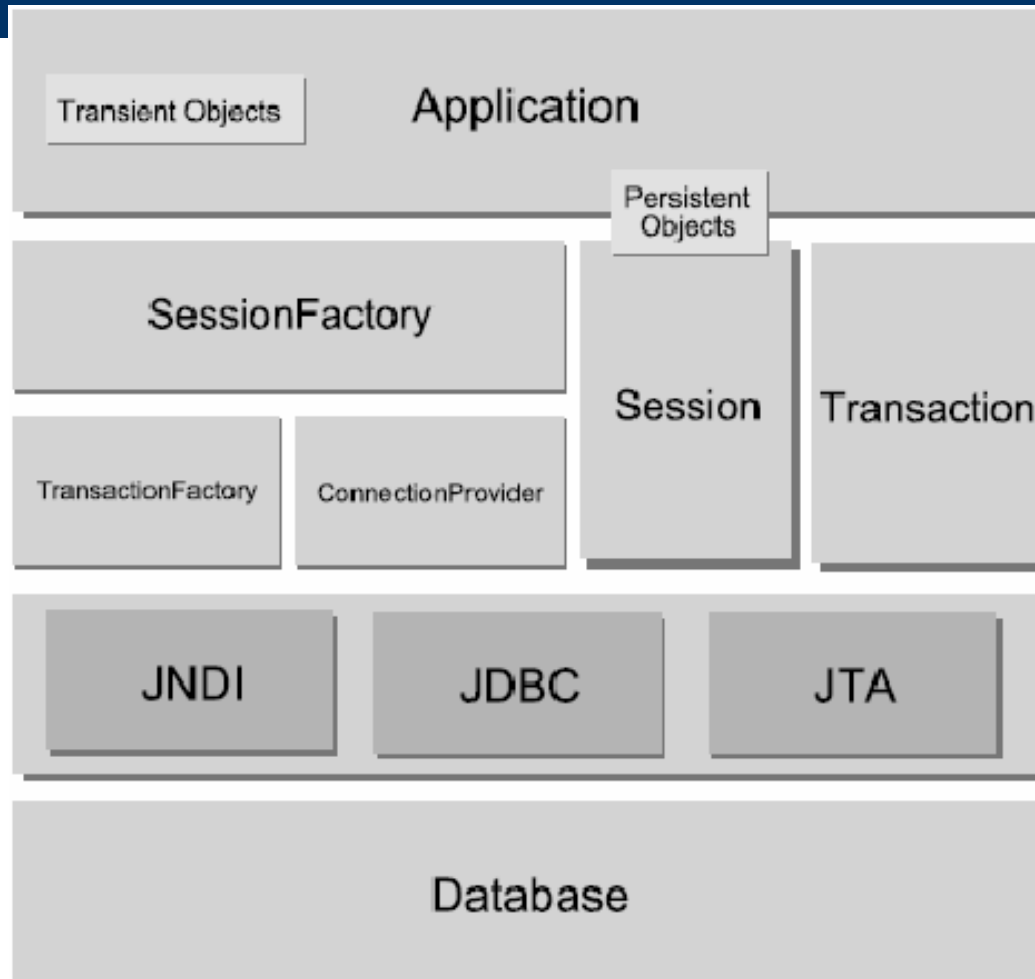 Transient Objects
Application
Persistent
Objects
SessionFactory
Session
Transaction
TransactionFactory
ConnectionProvider
JNDI
JDBC
JTA
Database